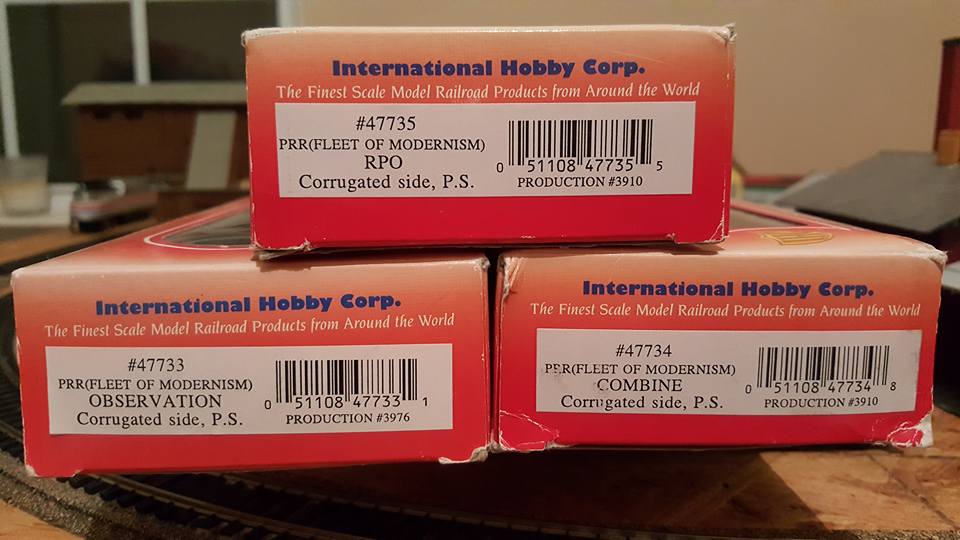 International Hobby Corp.
The Finest Scale Model Railroad Products from Around the World
#47735
PRR(FLEET OF MODERNISM)
RPO
Corrugated side, P.S.
0 51108 47735 5
PRODUCTION #3910
International Hobby Corp.
The Finest Scale Model Railroad Products from Around the World
#47733
PRR(FLEET OF MODERNISM)
OBSERVATION
Corrugated side, P.S.
0 51108 47733 1
PRODUCTION #3976
International Hobby Corp.
The Finest Scale Model Railroad Products from Around the World
#47734
PRR(FLEET OF MODERNISM)
COMBINE
Corrugated side, P.S.
0 51108 47734 8
PRODUCTION #3910